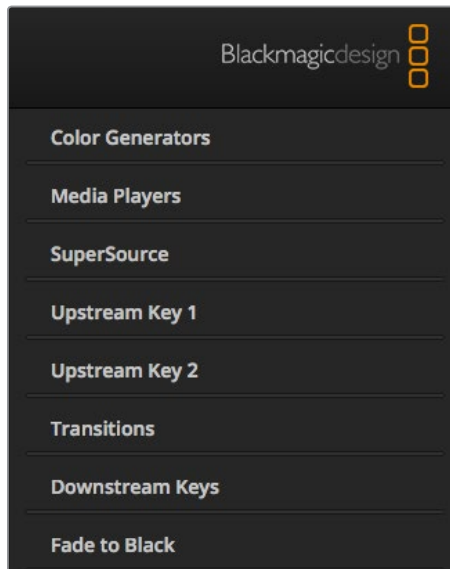 Blackmagicdesign
Color Generators
Media Players
SuperSource
Upstream Key 1
Upstream Key 2
Transitions
Downstream Keys
Fade to Black